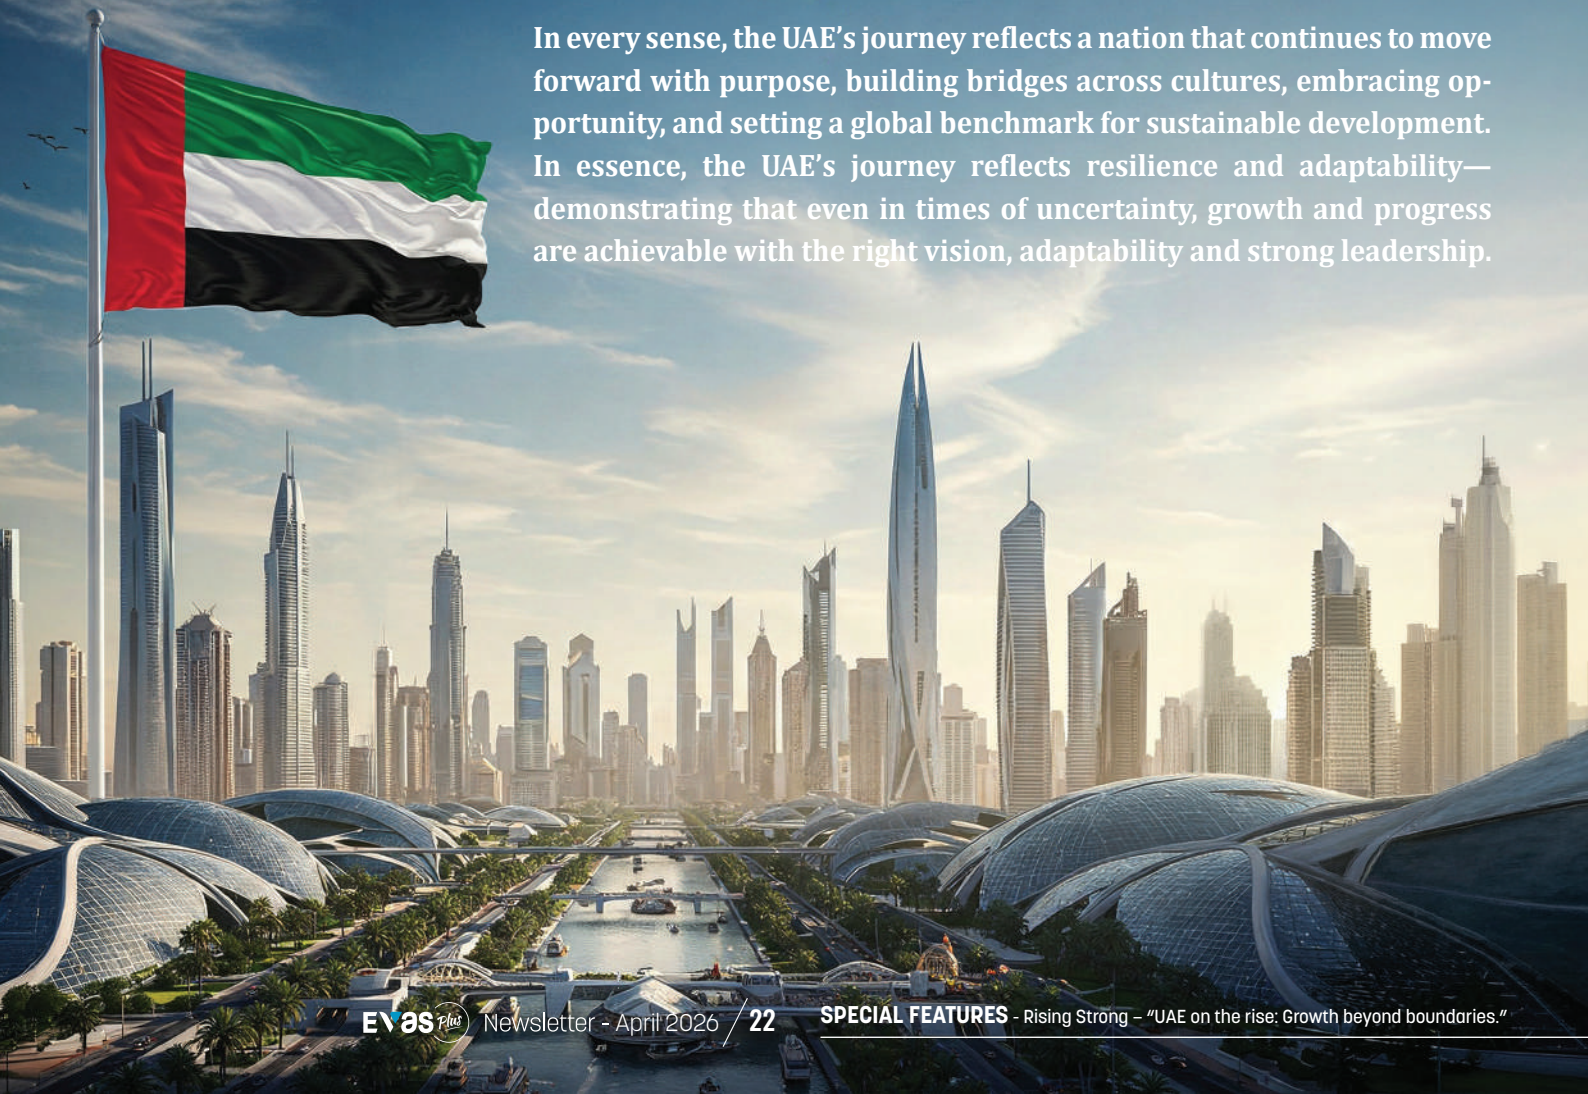 In every sense, the UAE’s journey reflects a nation that continues to move
forward with purpose, building bridges across cultures, embracing op-
portunity, and setting a global benchmark for sustainable development.
In essence, the UAE’s journey reflects resilience and adaptability—
demonstrating that even in times of uncertainty, growth and progress
are achievable with the right vision, adaptability and strong leadership.
EVAS Plus Newsletter - April 2026 / 22
SPECIAL FEATURES - Rising Strong – “UAE on the rise: Growth beyond boundaries.”